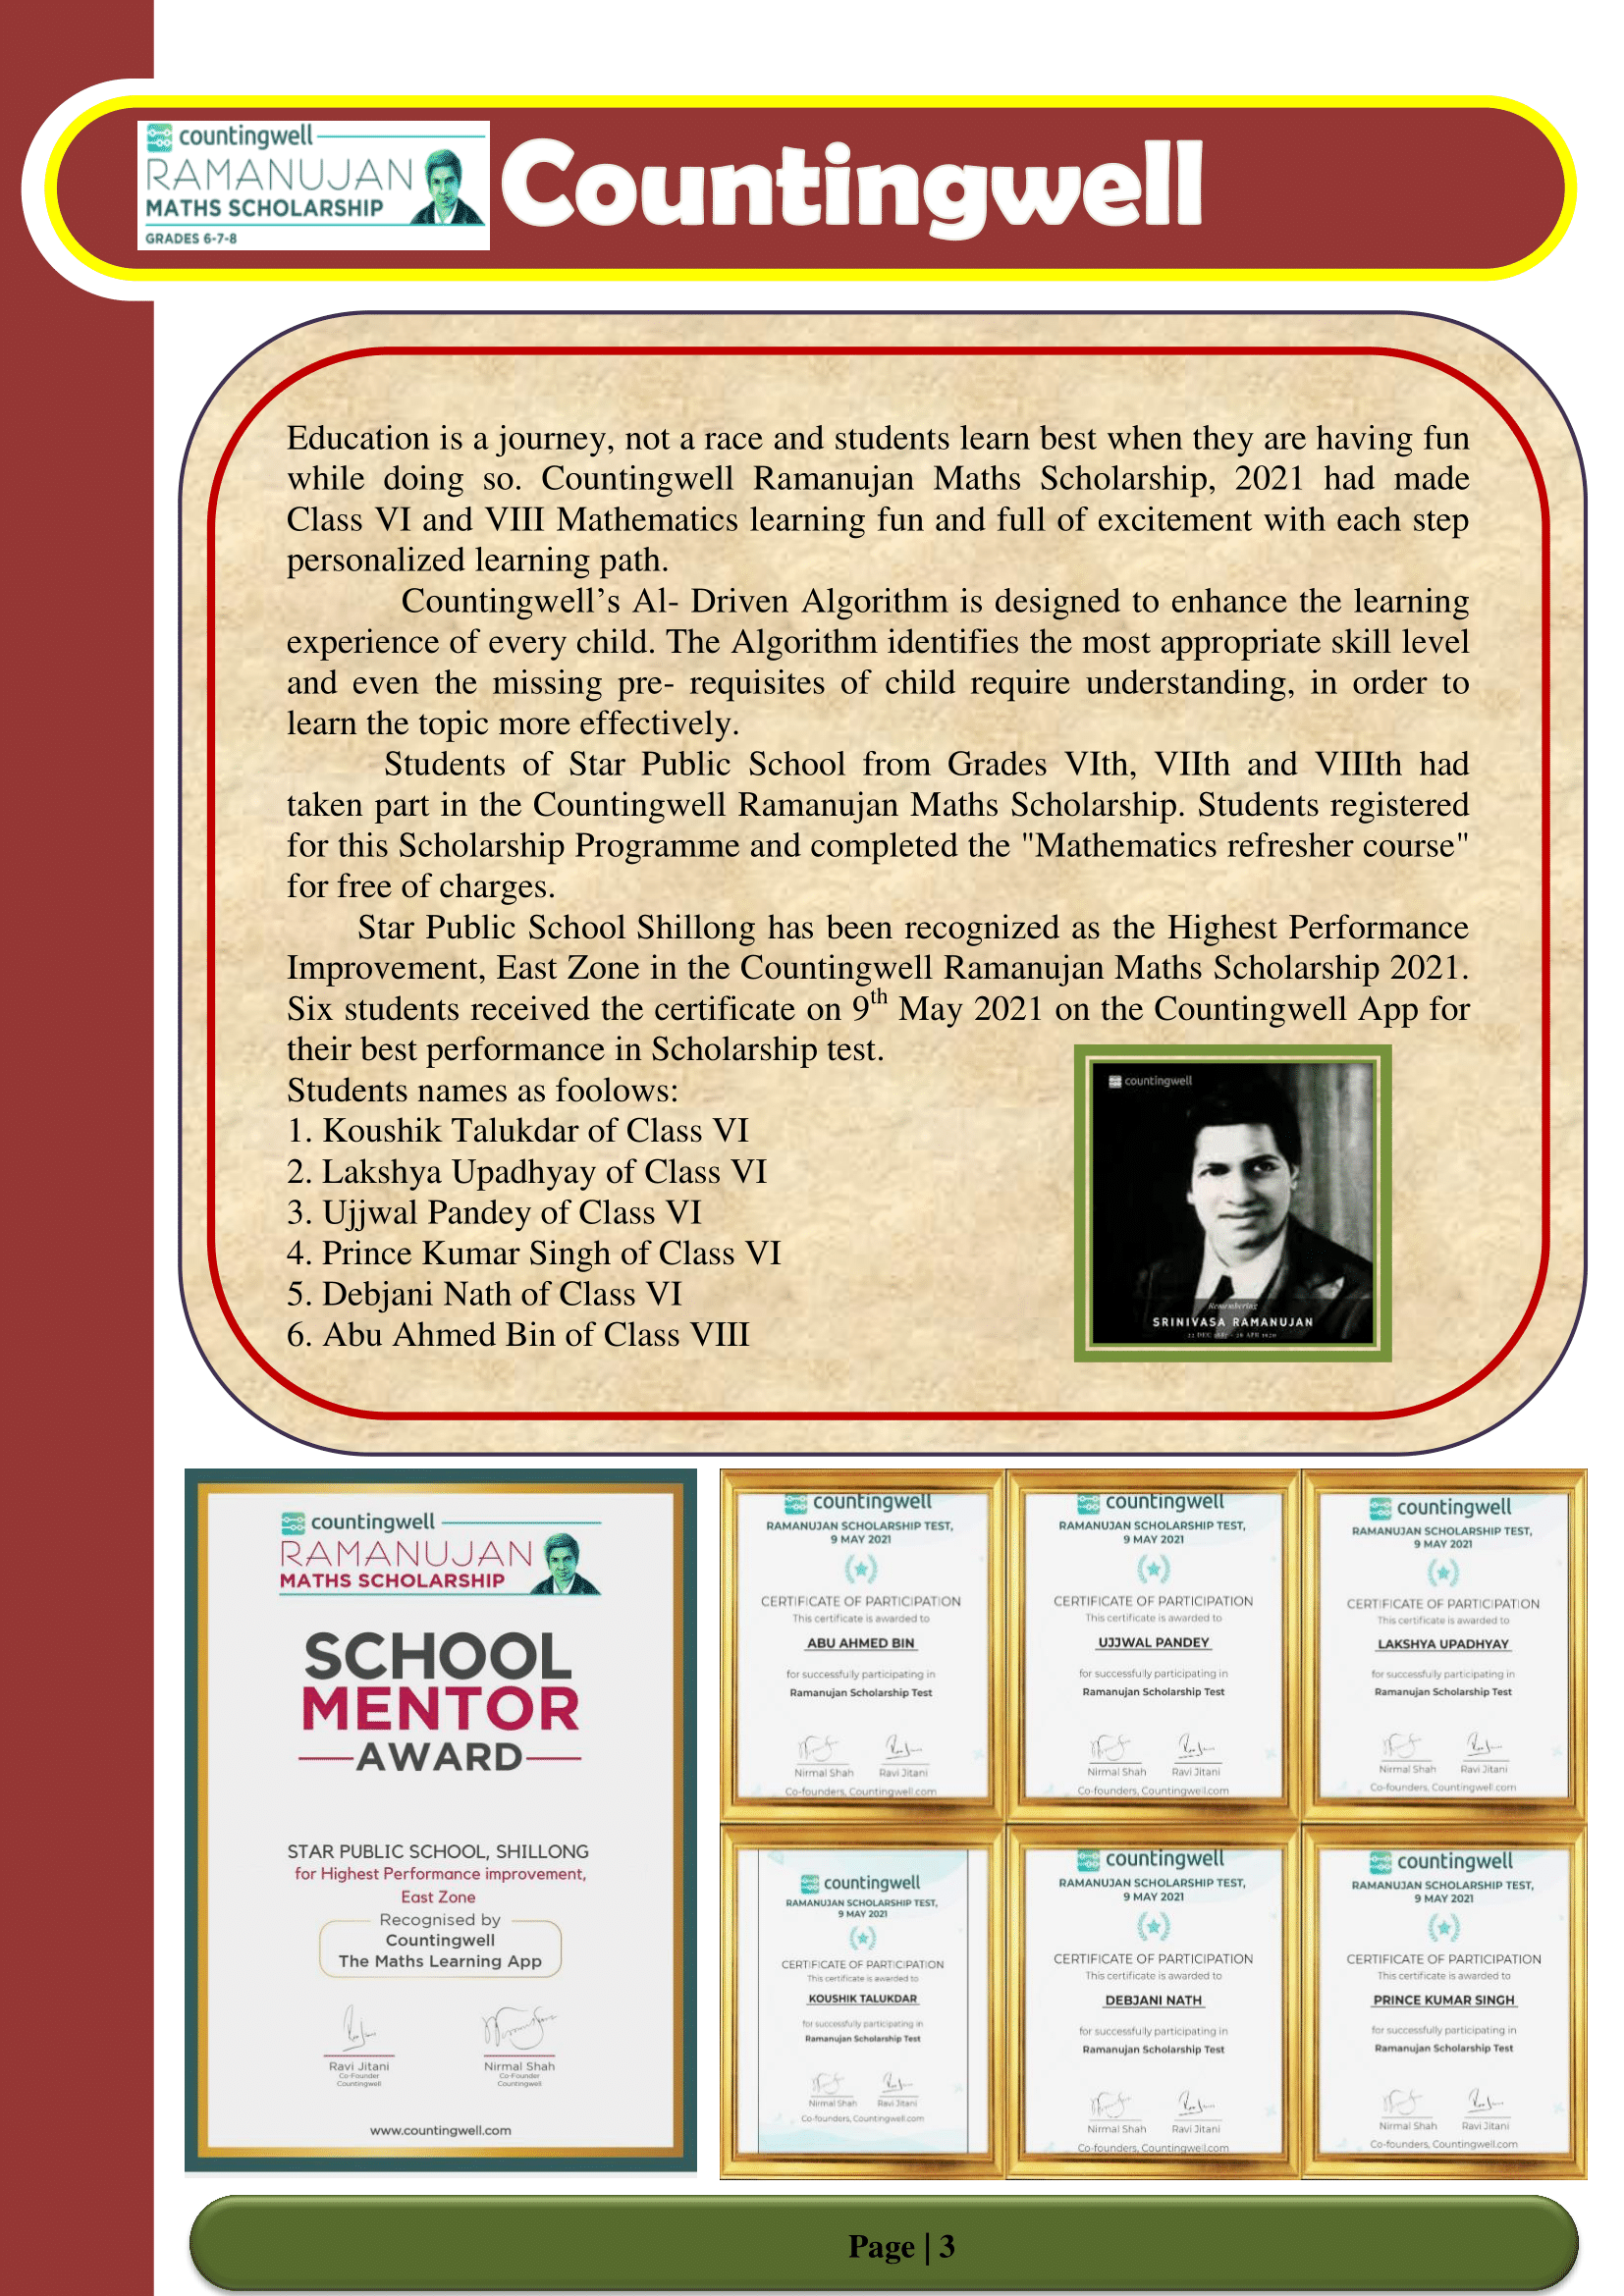 countingwell
RAMANUJAN
MATHS SCHOLARSHIP
GRADES 6-7-8
Countingwell
Education is a journey, not a race and students learn best when they are having fun
while doing so. Countingwell Ramanujan Maths Scholarship, 2021 had made
Class VI and VIII Mathematics learning fun and full of excitement with each step
personalized learning path.
Countingwell’s Al- Driven Algorithm is designed to enhance the learning
experience of every child. The Algorithm identifies the most appropriate skill level
and even the missing pre- requisites of child require understanding, in order to
learn the topic more effectively.
Students of Star Public School from Grades VIth, VIIth and VIIIth had
taken part in the Countingwell Ramanujan Maths Scholarship. Students registered
for this Scholarship Programme and completed the "Mathematics refresher course"
for free of charges.
Star Public School Shillong has been recognized as the Highest Performance
Improvement, East Zone in the Countingwell Ramanujan Maths Scholarship 2021.
Six students received the certificate on 9th May 2021 on the Countingwell App for
their best performance in Scholarship test.
Students names as foolows:
1. Koushik Talukdar of Class VI
2. Lakshya Upadhyay of Class VI
3. Ujjwal Pandey of Class VI
4. Prince Kumar Singh of Class VI
5. Debjani Nath of Class VI
6. Abu Ahmed Bin of Class VIII
countingwell
Remembering
SRINIVASA RAMANUJAN
22 DEC 1887 - 26 APR 1920
countingwell
RAMANUJAN
MATHS SCHOLARSHIP
SCHOOL
MENTOR
AWARD
STAR PUBLIC SCHOOL, SHILLONG
for Highest Performance improvement,
East Zone
Recognised by
Countingwell
The Maths Learning App
Ravi Jitani
Co-Founder
Countingwell
Nirmal Shah
Co-Founder
Countingwell
www.countingwell.com
countingwell
RAMANUJAN SCHOLARSHIP TEST,
9 MAY 2021
CERTIFICATE OF PARTICIPATION
This certificate is awarded to
ABU AHMED BIN
for successfully participating in
Ramanujan Scholarship Test
Nirmal Shah Ravi Jitani
Co-founders, Countingwell.com
countingwell
RAMANUJAN SCHOLARSHIP TEST,
9 MAY 2021
CERTIFICATE OF PARTICIPATION
This certificate is awarded to
UJJWAL PANDEY
for successfully participating in
Ramanujan Scholarship Test
Nirmal Shah Ravi Jitani
Co-founders, Countingwell.com
countingwell
RAMANUJAN SCHOLARSHIP TEST,
9 MAY 2021
CERTIFICATE OF PARTICIPATION
This certificate is awarded to
LAKSHYA UPADHYAY
for successfully participating in
Ramanujan Scholarship Test
Nirmal Shah Ravi Jitani
Co-founders, Countingwell.com
countingwell
RAMANUJAN SCHOLARSHIP TEST,
9 MAY 2021
CERTIFICATE OF PARTICIPATION
This certificate is awarded to
KOUSHIK TALUKDAR
for successfully participating in
Ramanujan Scholarship Test
Nirmal Shah Ravi Jitani
Co-founders, Countingwell.com
countingwell
RAMANUJAN SCHOLARSHIP TEST,
9 MAY 2021
CERTIFICATE OF PARTICIPATION
This certificate is awarded to
DEBJANI NATH
for successfully participating in
Ramanujan Scholarship Test
Nirmal Shah Ravi Jitani
Co-founders, Countingwell.com
countingwell
RAMANUJAN SCHOLARSHIP TEST,
9 MAY 2021
CERTIFICATE OF PARTICIPATION
This certificate is awarded to
PRINCE KUMAR SINGH
for successfully participating in
Ramanujan Scholarship Test
Nirmal Shah Ravi Jitani
Co-founders, Countingwell.com
Page | 3